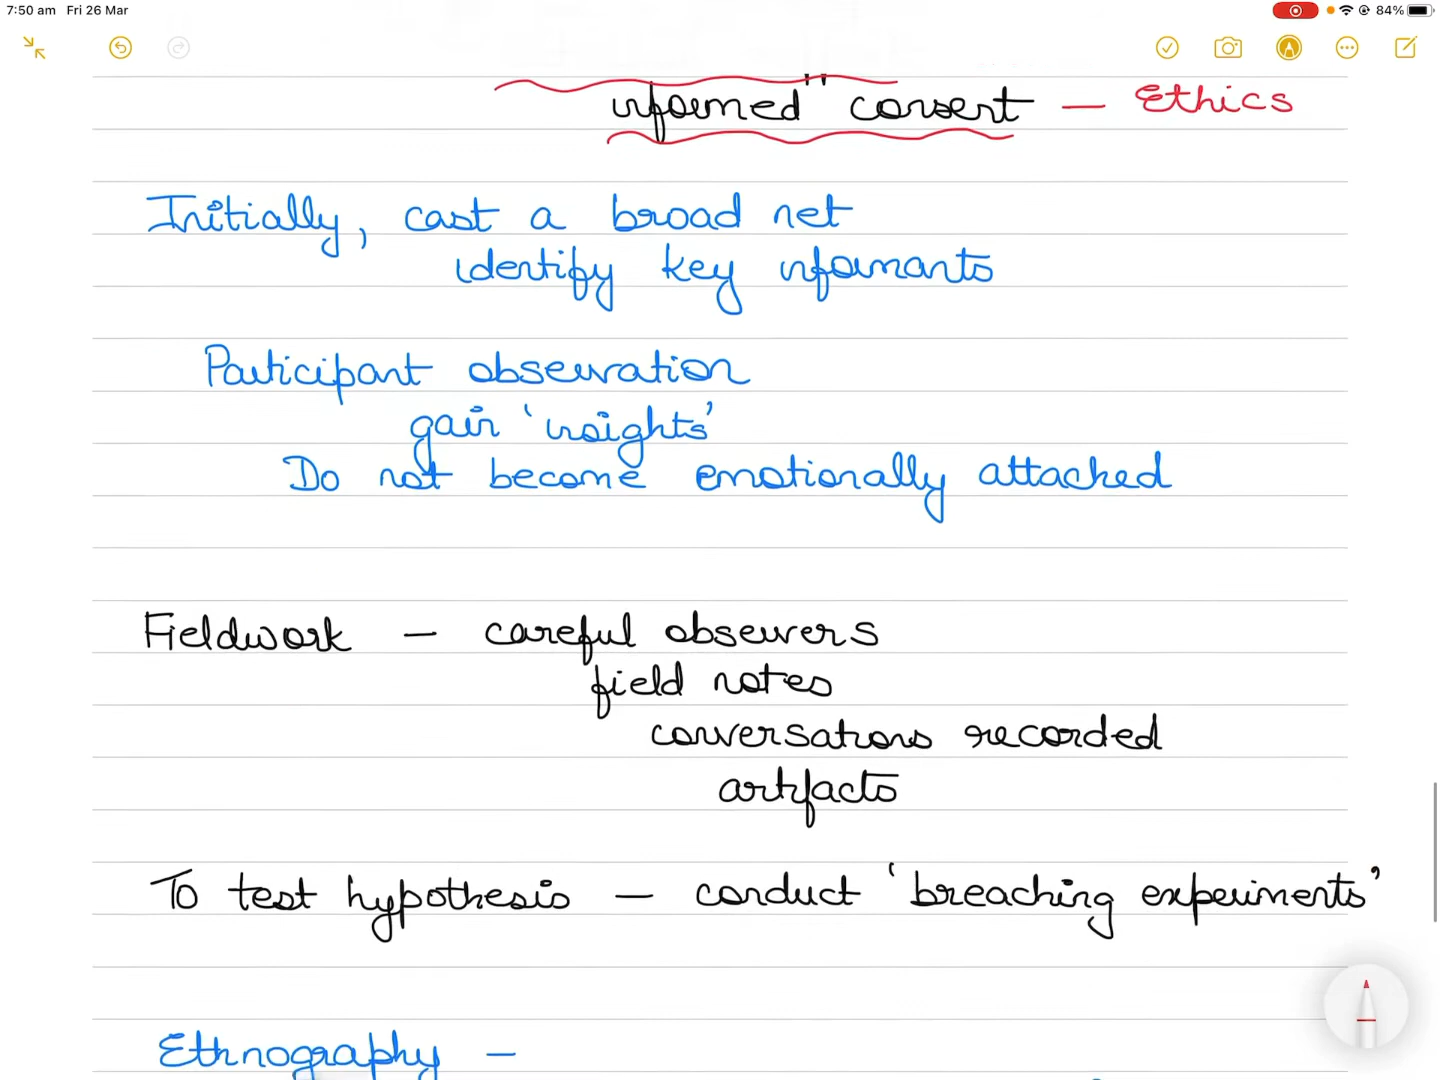 7:50 am Fri 26 Mar 84%
informed" consent — Ethics
Initially, cast a broad net
identify key informants
Participant observation
gain 'insights'
Do not become emotionally attached
Fieldwork — careful observers
field notes
conversations recorded
artifacts
To test hypothesis — conduct 'breaching experiments'
Ethnography —